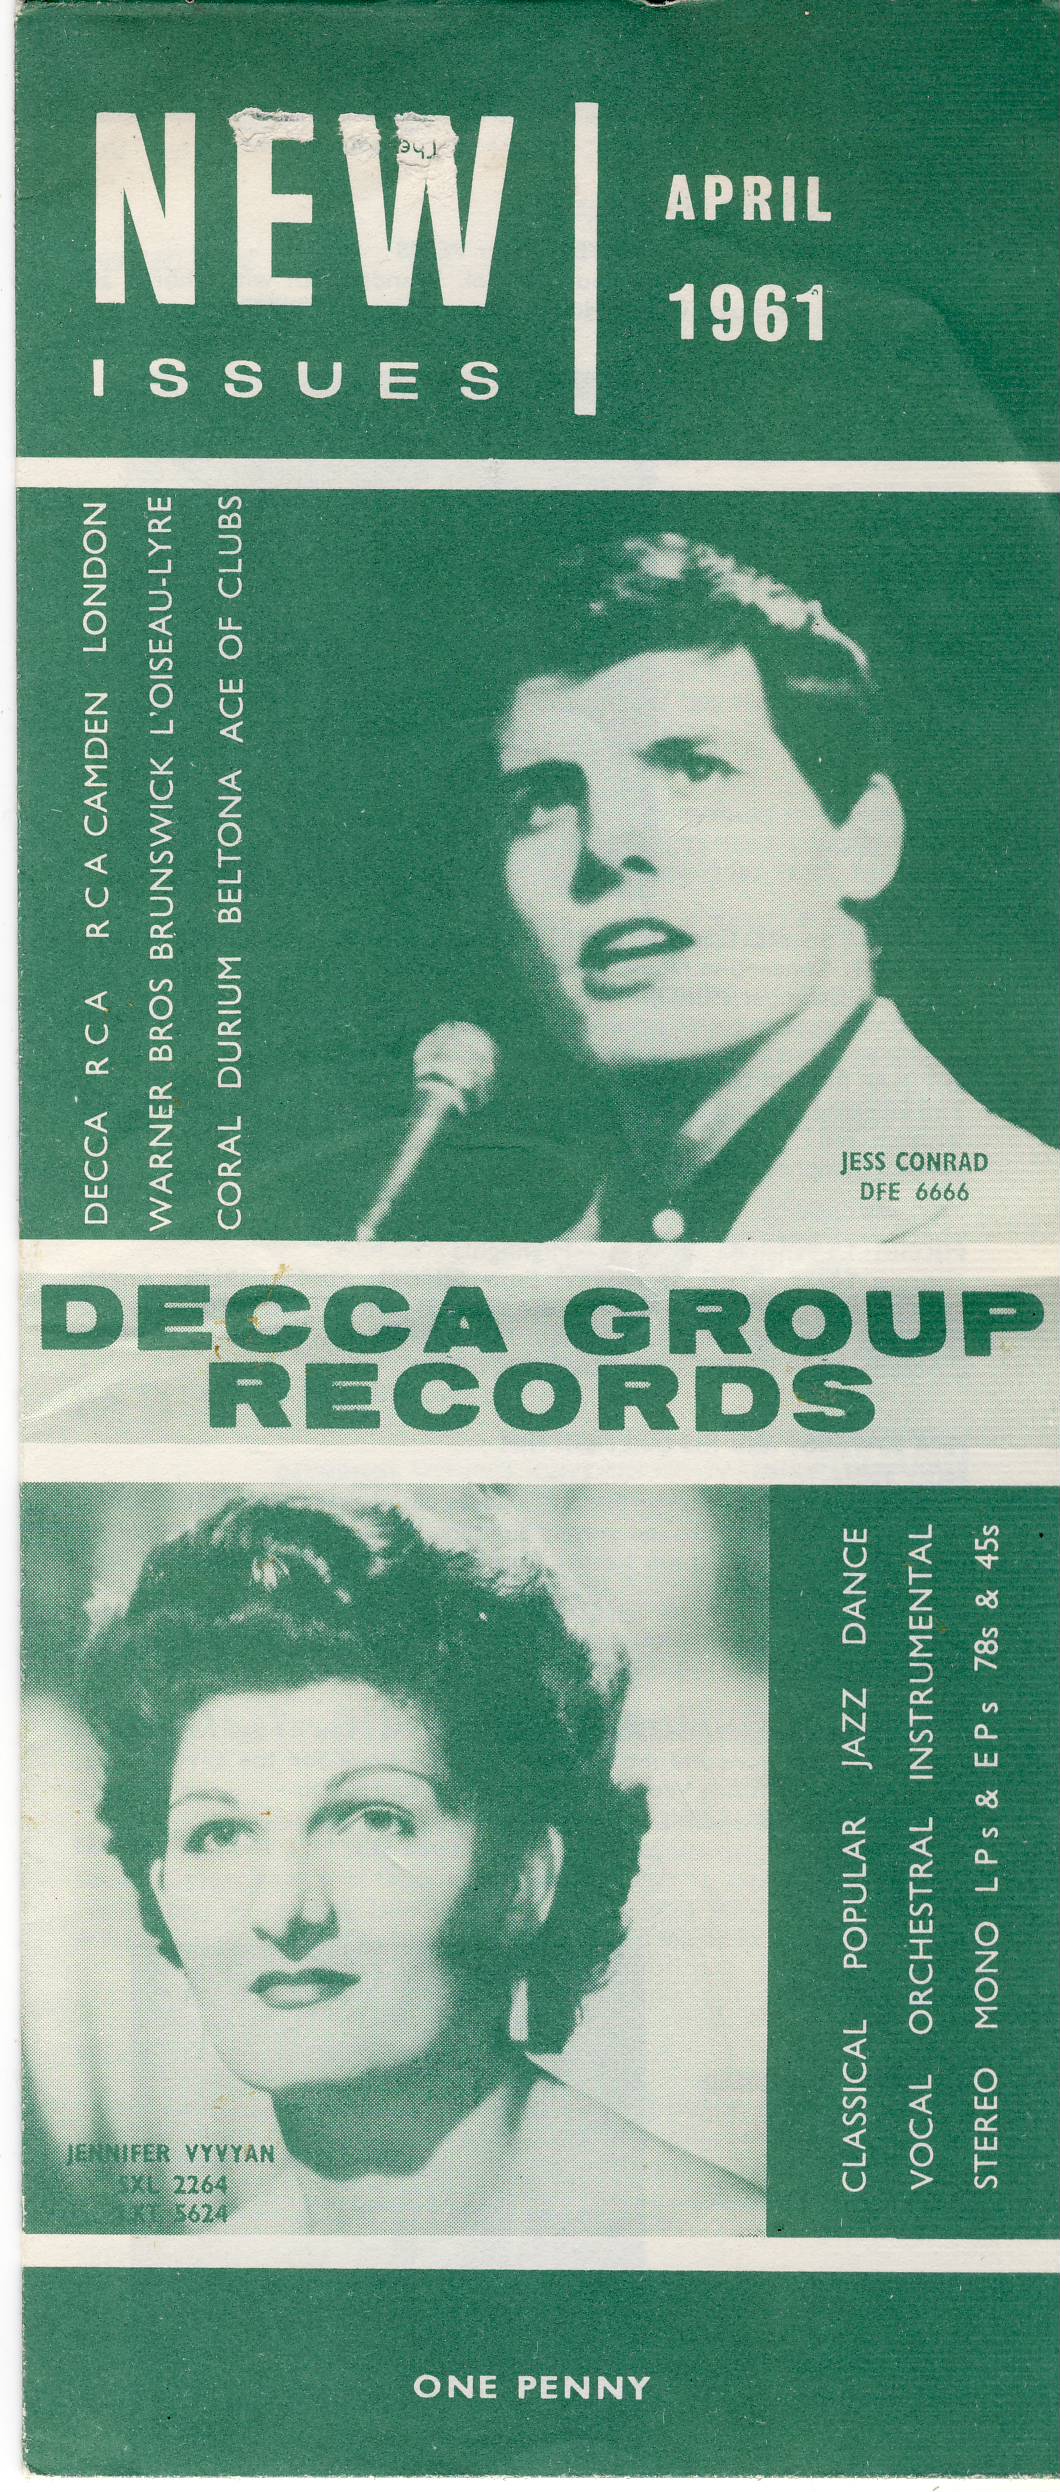 NEW
ISSUES
APRIL
1961
DECCA RCA RCA CAMDEN LONDON
WARNER BROS BRUNSWICK L'OISEAU-LYRE
CORAL DURIUM BELTONA ACE OF CLUBS
JESS CONRAD
DFE 6666
DECCA GROUP
RECORDS
JENNIFER VYVYAN
SXL 2264
LXT 5624
CLASSICAL POPULAR JAZZ DANCE
VOCAL ORCHESTRAL INSTRUMENTAL
STEREO MONO LPs & EPs 78s & 45s
ONE PENNY